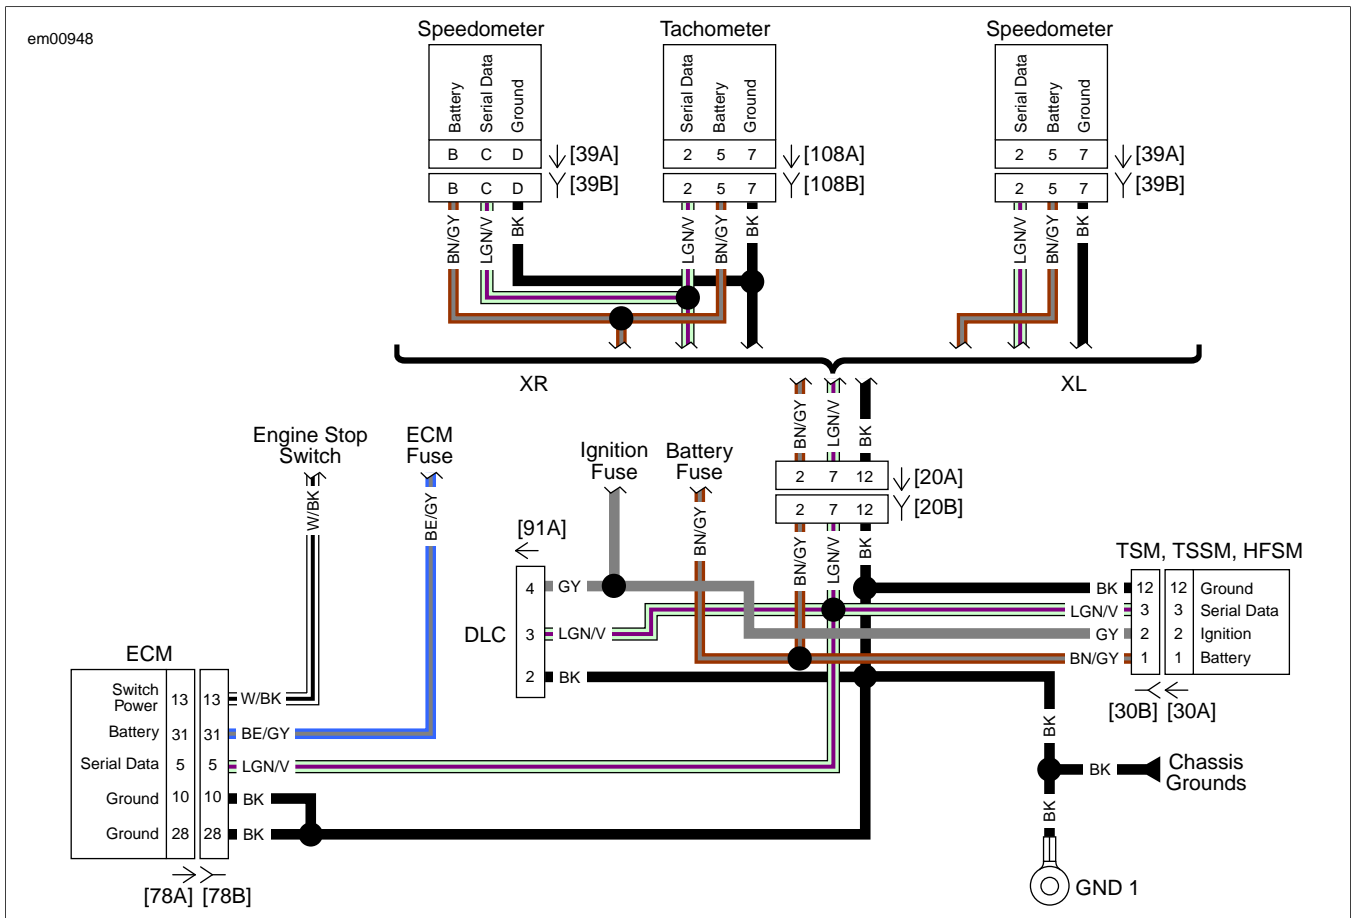 em00948
Speedometer
Tachometer
Speedometer
Battery
Serial Data
Ground
Serial Data
Battery
Ground
Serial Data
Battery
Ground
B C D
[39A]
2 5 7
[108A]
2 5 7
[39A]
B C D
[39B]
2 5 7
[108B]
2 5 7
[39B]
BN/GY
LGN/V
BK
LGN/V
BN/GY
BK
LGN/V
BN/GY
BK
XR
XL
BN/GY
LGN/V
BK
Engine Stop
Switch
ECM
Fuse
Ignition
Fuse
Battery
Fuse
2 7 12
[20A]
2 7 12
[20B]
W/BK
BE/GY
BN/GY
BN/GY
LGN/V
BK
[91A]
DLC
4
GY
3
LGN/V
2
BK
TSM, TSSM, HFSM
BK 12 12 Ground
LGN/V 3 3 Serial Data
GY 2 2 Ignition
BN/GY 1 1 Battery
[30B] [30A]
ECM
Switch
Power
13 13 W/BK
Battery 31 31 BE/GY
Serial Data 5 5 LGN/V
Ground 10 10 BK
Ground 28 28 BK
[78A] [78B]
BK
BK
Chassis
Grounds
BK
GND 1